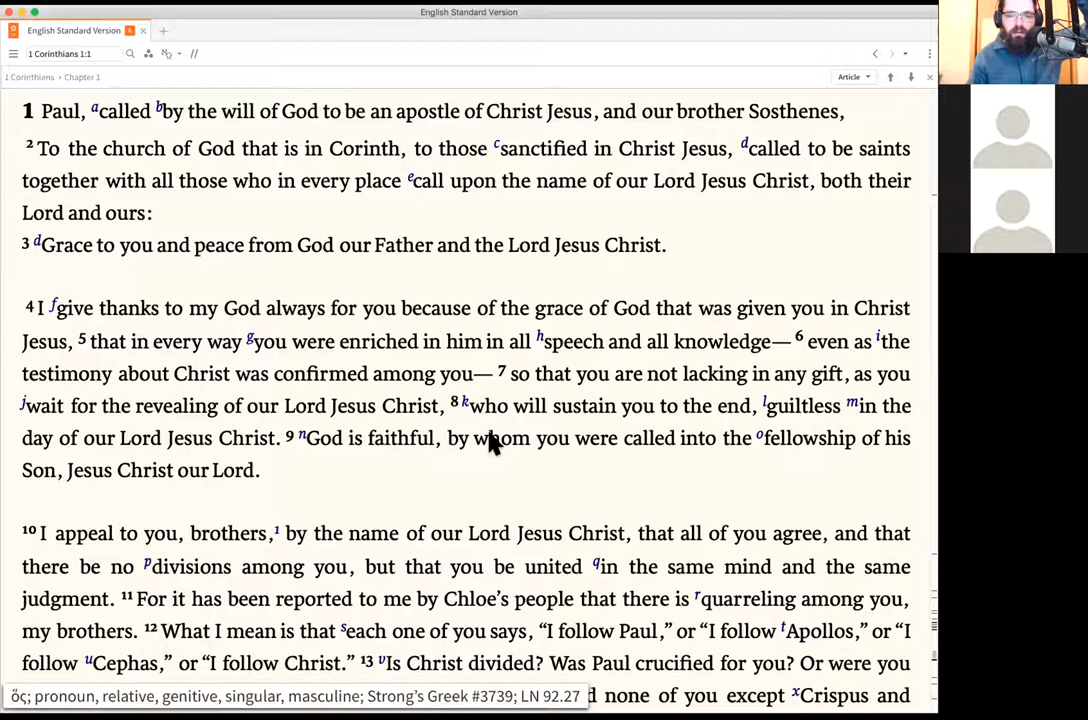 English Standard Version
English Standard Version A
1 Corinthians 1:1
1 Corinthians › Chapter 1
Article
1 Paul, a called b by the will of God to be an apostle of Christ Jesus, and our brother Sosthenes,
2 To the church of God that is in Corinth, to those c sanctified in Christ Jesus, d called to be saints
together with all those who in every place e call upon the name of our Lord Jesus Christ, both their
Lord and ours:
3 d Grace to you and peace from God our Father and the Lord Jesus Christ.
4 I f give thanks to my God always for you because of the grace of God that was given you in Christ
Jesus, 5 that in every way g you were enriched in him in all h speech and all knowledge— 6 even as i the
testimony about Christ was confirmed among you— 7 so that you are not lacking in any gift, as you
j wait for the revealing of our Lord Jesus Christ, 8 k who will sustain you to the end, l guiltless m in the
day of our Lord Jesus Christ. 9 n God is faithful, by whom you were called into the o fellowship of his
Son, Jesus Christ our Lord.
10 I appeal to you, brothers, 1 by the name of our Lord Jesus Christ, that all of you agree, and that
there be no p divisions among you, but that you be united q in the same mind and the same
judgment. 11 For it has been reported to me by Chloe's people that there is r quarreling among you,
my brothers. 12 What I mean is that s each one of you says, “I follow Paul,” or “I follow t Apollos,” or “I
follow u Cephas,” or “I follow Christ.” 13 v Is Christ divided? Was Paul crucified for you? Or were you
ὅς; pronoun, relative, genitive, singular, masculine; Strong's Greek #3739; LN 92.27
none of you except x Crispus and